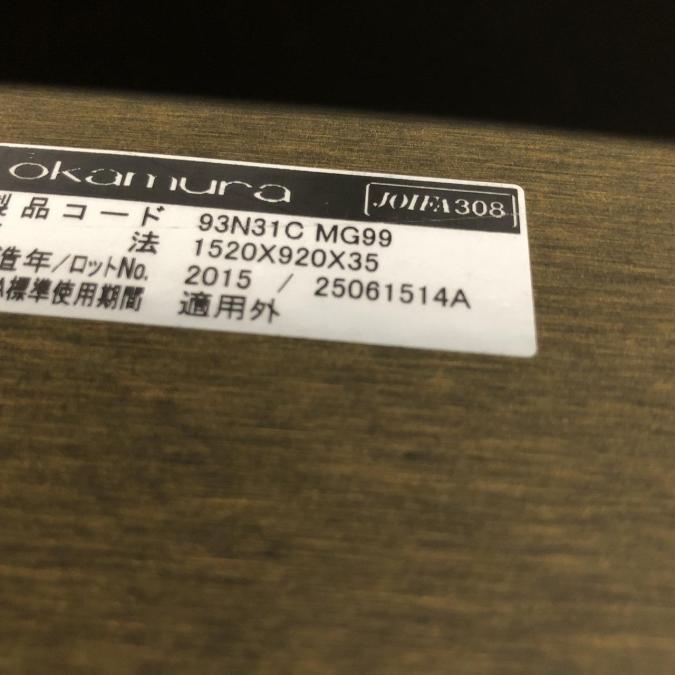 okamura JOIFA308
製品コード 93N31C MG99
法 1520X920X35
造年/ロットNo. 2015 / 25061514A
A標準使用期間 適用外